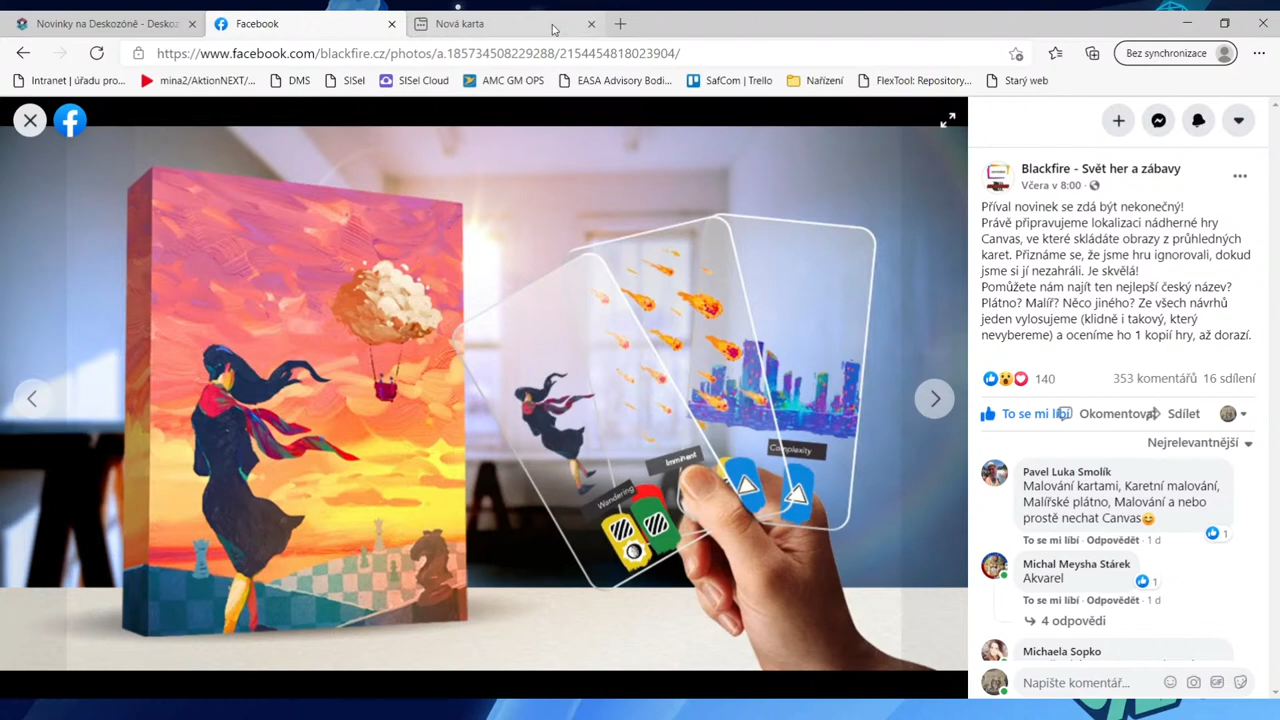 Novinky na Deskozóně - Deskoz
Facebook
Nová karta
https://www.facebook.com/blackfire.cz/photos/a.185734508229288/2154454818023904/
Bez synchronizace
Intranet | úřadu pro...
mina2/AktionNEXT/...
DMS
SISel
SISel Cloud
AMC GM OPS
EASA Advisory Bodi...
SafCom | Trello
Nařízení
FlexTool: Repository...
Starý web
Blackfire - Svět her a zábavy
Včera v 8:00 ·
Příval novinek se zdá být nekonečný!
Právě připravujeme lokalizaci nádherné hry
Canvas, ve které skládáte obrazy z průhledných
karet. Přiznáme se, že jsme hru ignorovali, dokud
jsme si jí nezahráli. Je skvělá!
Pomůžete nám najít ten nejlepší český název?
Plátno? Malíř? Něco jiného? Ze všech návrhů
jeden vylosujeme (klidně i takový, který
nevybereme) a oceníme ho 1 kopií hry, až dorazí.
140
353 komentářů 16 sdílení
To se mi líbí
Okomentovat
Sdílet
Nejrelevantnější
Pavel Luka Smolík
Malování kartami, Karetní malování,
Malířské plátno, Malování a nebo
prostě nechat Canvas
1
To se mi líbí · Odpovědět · 1 d
Michal Meysha Stárek
Akvarel
1
To se mi líbí · Odpovědět · 1 d
4 odpovědi
Michaela Sopko
Napište komentář...
GIF
Wandering
Imminent
Complexity